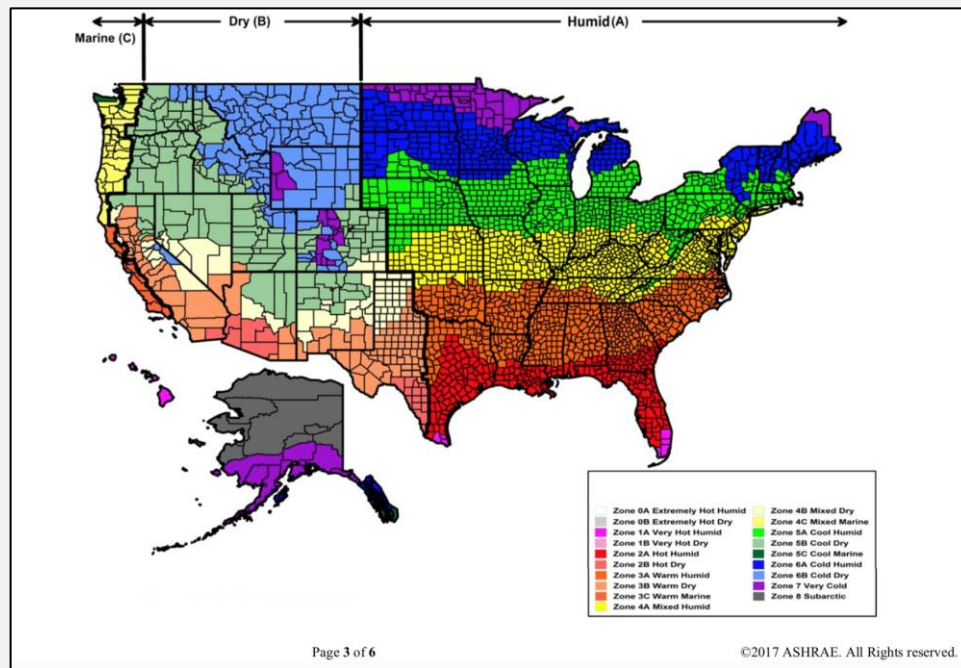 Marine (C)
Dry (B)
Humid(A)
Zone 0A Extremely Hot Humid
Zone 0B Extremely Hot Dry
Zone 1A Very Hot Humid
Zone 1B Very Hot Dry
Zone 2A Hot Humid
Zone 2B Hot Dry
Zone 3A Warm Humid
Zone 3B Warm Dry
Zone 3C Warm Marine
Zone 4A Mixed Humid
Zone 4B Mixed Dry
Zone 4C Mixed Marine
Zone 5A Cool Humid
Zone 5B Cool Dry
Zone 5C Cool Marine
Zone 6A Cold Humid
Zone 6B Cold Dry
Zone 7 Very Cold
Zone 8 Subarctic
Page 3 of 6
©2017 ASHRAE. All Rights reserved.